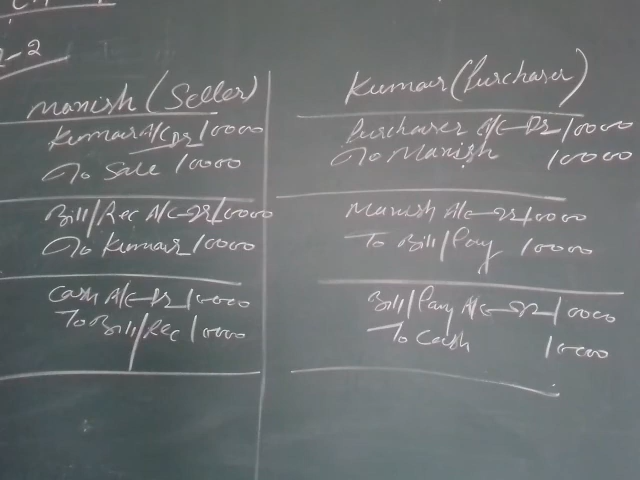 Manish (Seller)
Kumar A/C Dr 10000
To Sale 10000
Bill/Rec A/C Dr 10000
To Kumar 10000
Cash A/C Dr 10000
To Bill/Rec 10000
Kumar (Purchaser)
Purchaser A/C Dr 10000
To Manish 10000
Manish A/C Dr 10000
To Bill/Pay 10000
Bill/Pay A/C Dr 10000
To Cash 10000